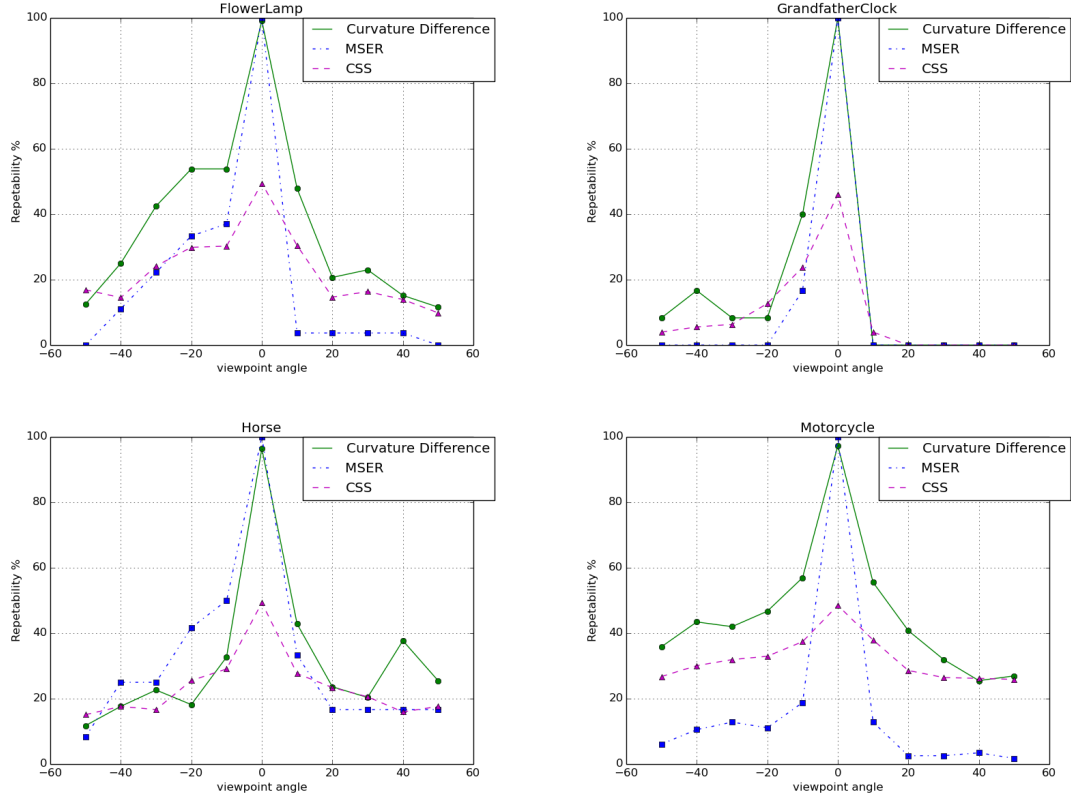 FlowerLamp
Repetability %
100
80
60
40
20
0
−60 −40 −20 0 20 40 60
viewpoint angle
Curvature Difference
MSER
CSS
GrandfatherClock
Repetability %
100
80
60
40
20
0
−60 −40 −20 0 20 40 60
viewpoint angle
Curvature Difference
MSER
CSS
Horse
Repetability %
100
80
60
40
20
0
−60 −40 −20 0 20 40 60
viewpoint angle
Curvature Difference
MSER
CSS
Motorcycle
Repetability %
100
80
60
40
20
0
−60 −40 −20 0 20 40 60
viewpoint angle
Curvature Difference
MSER
CSS